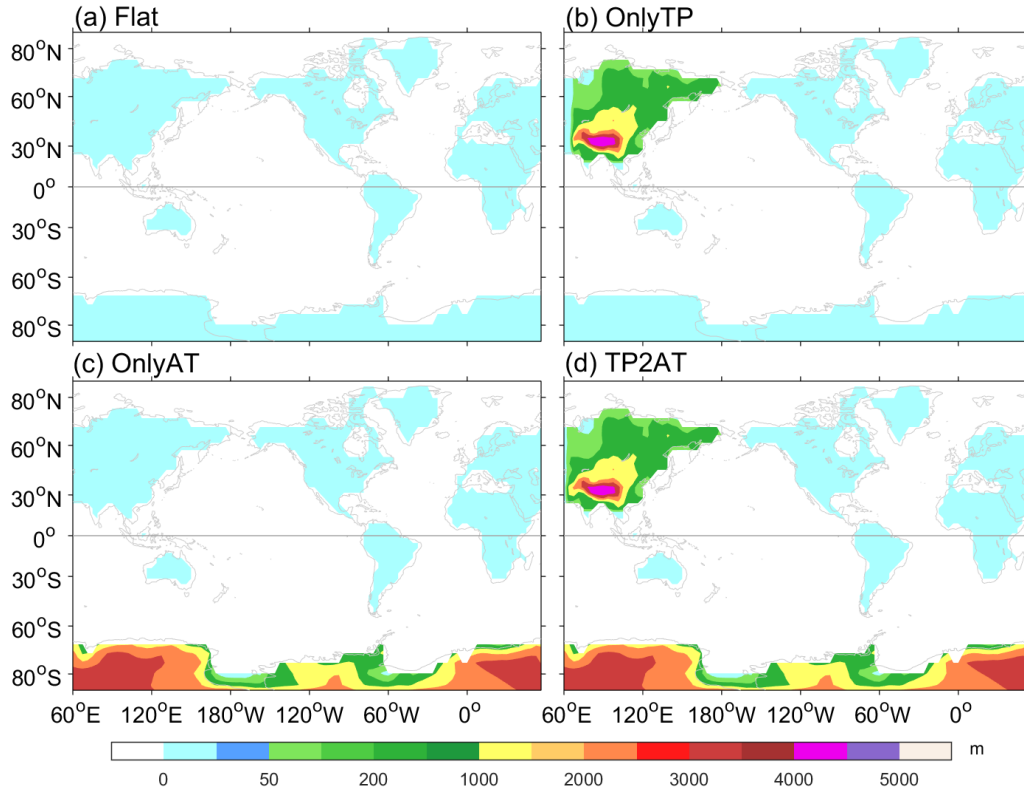 (a) Flat
(b) OnlyTP
80°N
60°N
30°N
0°
30°S
60°S
80°S
(c) OnlyAT
(d) TP2AT
80°N
60°N
30°N
0°
30°S
60°S
80°S
60°E 120°E 180°W 120°W 60°W 0° 60°E 120°E 180°W 120°W 60°W 0°
m
0 50 200 1000 2000 3000 4000 5000